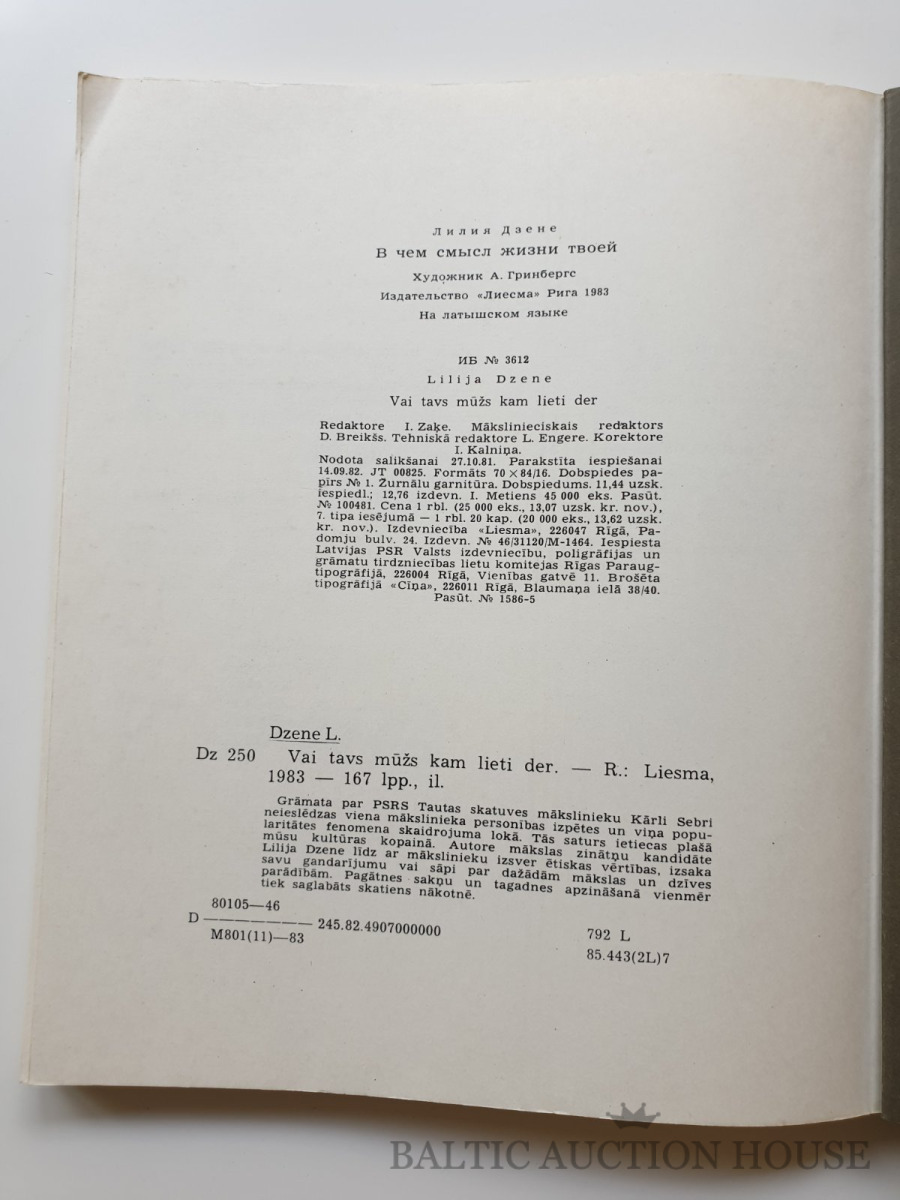 Лилия Дзене
В чем смысл жизни твоей
Художник А. Гринбергс
Издательство «Лиесма» Рига 1983
На латышском языке
ИБ № 3612
Lilija Dzene
Vai tavs mūžs kam lieti der
Redaktore I. Zaķe. Mākslinieciskais redaktors
D. Breikšs. Tehniskā redaktore L. Engere. Korektore
I. Kalniņa.
Nodota salikšanai 27.10.81. Parakstīta iespiešanai
14.09.82. JT 00825. Formāts 70×84/16. Dobspiedes pa-
pīrs № 1. Žurnālu garnitūra. Dobspiedums. 11,44 uzsk.
iespiedl.; 12,76 izdevn. l. Metiens 45 000 eks. Pasūt.
№ 100481. Cena 1 rbl. (25 000 eks., 13,07 uzsk. kr. nov.),
7. tipa iesējumā — 1 rbl. 20 kap. (20 000 eks., 13,62 uzsk.
kr. nov.). Izdevniecība «Liesma», 226047 Rīgā, Pa-
domju bulv. 24. Izdevn. № 46/31120/M-1464. Iespiesta
Latvijas PSR Valsts izdevniecību, poligrāfijas un
grāmatu tirdzniecības lietu komitejas Rīgas Paraug-
tipogrāfijā, 226004 Rīgā, Vienības gatvē 11. Brošēta
tipogrāfijā «Cīņa», 226011 Rīgā, Blaumaņa ielā 38/40.
Pasūt. № 1586-5
Dzene L.
Dz 250 Vai tavs mūžs kam lieti der. — R.: Liesma,
1983 — 167 lpp., il.
Grāmata par PSRS Tautas skatuves mākslinieku Kārli Sebri
neieslēdzas viena mākslinieka personības izpētes un viņa popu-
laritātes fenomena skaidrojuma lokā. Tās saturs ietiecas plašā
mūsu kultūras kopainā. Autore mākslas zinātņu kandidāte
Lilija Dzene līdz ar mākslinieku izsver ētiskas vērtības, izsaka
savu gandarījumu vai sāpi par dažādām mākslas un dzīves
parādībām. Pagātnes sakņu un tagadnes apzināšanā vienmēr
tiek saglabāts skatiens nākotnē.
80105—46
D ———————— 245.82.4907000000
M801(11)—83
792 L
85.443(2L)7
BALTIC AUCTION HOUSE